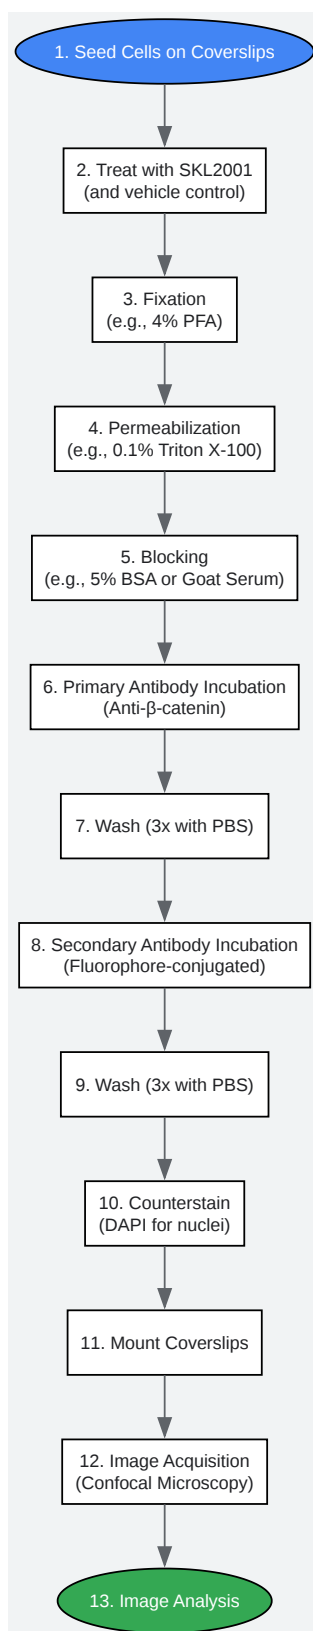 1. Seed Cells on Coverslips
2. Treat with SKL2001
(and vehicle control)
3. Fixation
(e.g., 4% PFA)
4. Permeabilization
(e.g., 0.1% Triton X-100)
5. Blocking
(e.g., 5% BSA or Goat Serum)
6. Primary Antibody Incubation
(Anti-β-catenin)
7. Wash (3x with PBS)
8. Secondary Antibody Incubation
(Fluorophore-conjugated)
9. Wash (3x with PBS)
10. Counterstain
(DAPI for nuclei)
11. Mount Coverslips
12. Image Acquisition
(Confocal Microscopy)
13. Image Analysis